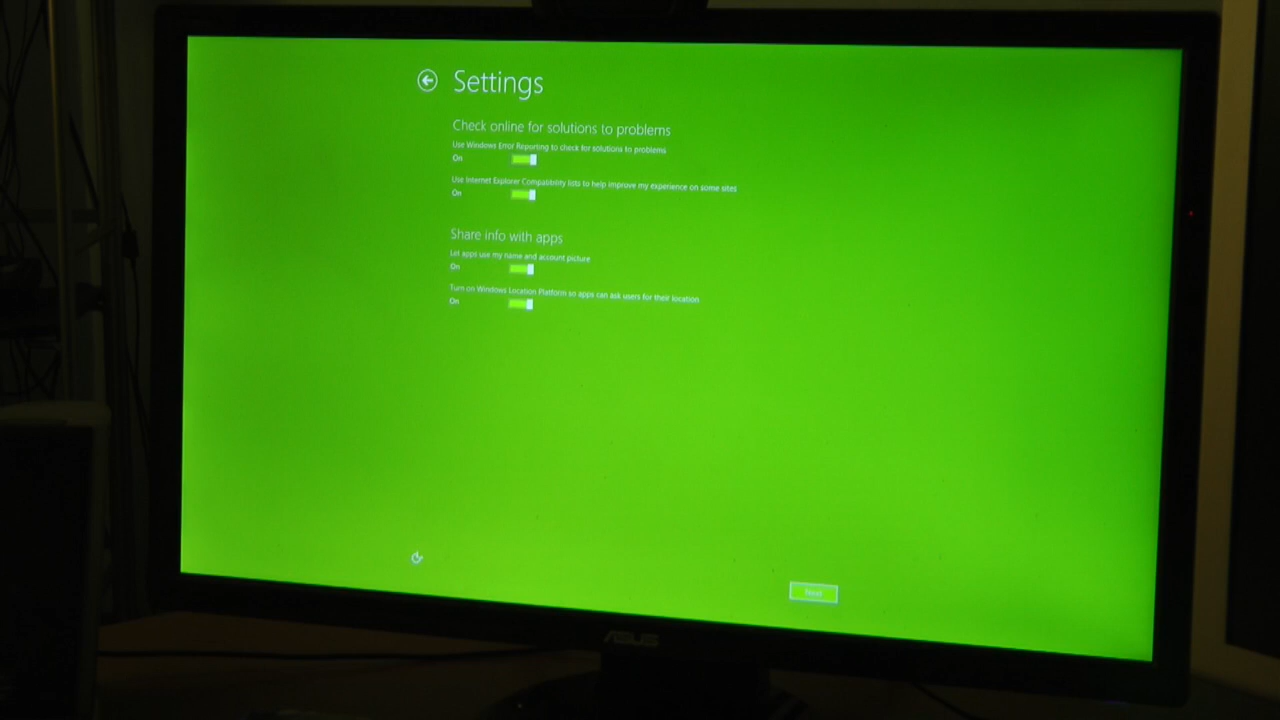 Settings
Check online for solutions to problems
Use Windows Error Reporting to check for solutions to problems
On
Use Internet Explorer Compatibility lists to help improve my experience on some sites
On
Share info with apps
Let apps use my name and account picture
On
Turn on Windows Location Platform so apps can ask users for their location
On
Next
ASUS